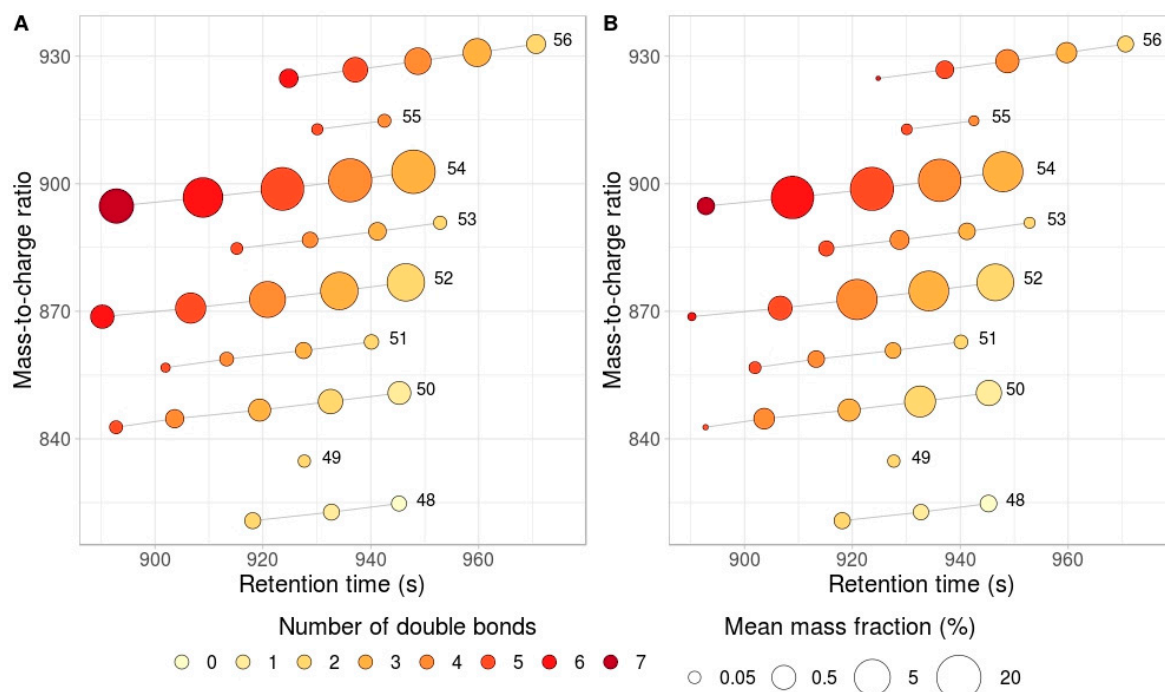 A
B
Mass-to-charge ratio
930
900
870
840
56
55
54
53
52
51
50
49
48
900 920 940 960
Retention time (s)
Mass-to-charge ratio
930
900
870
840
56
55
54
53
52
51
50
49
48
900 920 940 960
Retention time (s)
Number of double bonds
0 1 2 3 4 5 6 7
Mean mass fraction (%)
0.05 0.5 5 20